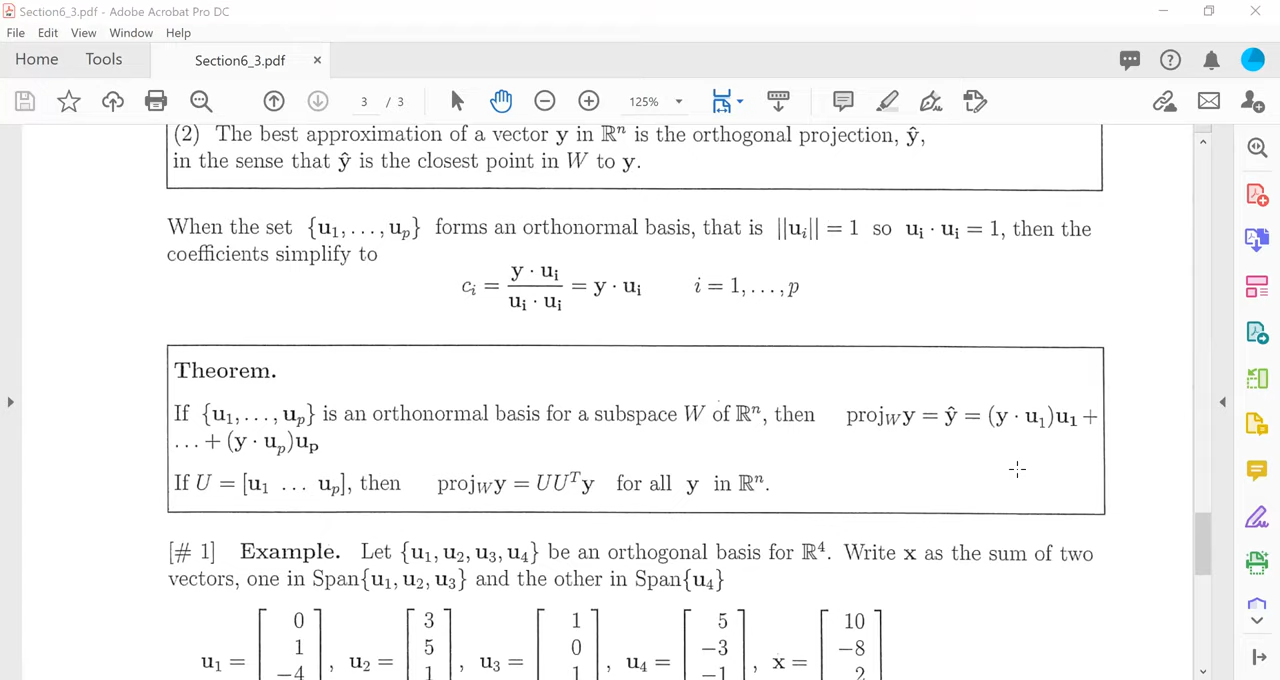 Section6_3.pdf - Adobe Acrobat Pro DC
File Edit View Window Help
Home Tools Section6_3.pdf ×
3 / 3 125%
(2) The best approximation of a vector y in ℝⁿ is the orthogonal projection, ŷ,
in the sense that ŷ is the closest point in W to y.
When the set {u₁, . . . , uₚ} forms an orthonormal basis, that is ||uᵢ|| = 1 so uᵢ · uᵢ = 1, then the
coefficients simplify to
cᵢ = (y · uᵢ)/(uᵢ · uᵢ) = y · uᵢ i = 1, . . . , p
Theorem.
If {u₁, . . . , uₚ} is an orthonormal basis for a subspace W of ℝⁿ, then proj_W y = ŷ = (y · u₁)u₁ +
. . . + (y · uₚ)uₚ
If U = [u₁ . . . uₚ], then proj_W y = UUᵀy for all y in ℝⁿ.
[# 1] Example. Let {u₁, u₂, u₃, u₄} be an orthogonal basis for ℝ⁴. Write x as the sum of two
vectors, one in Span{u₁, u₂, u₃} and the other in Span{u₄}
0 3 1 5 10
1 5 0 −3 −8
u₁ = , u₂ = , u₃ = , u₄ = , x =
−4 1 1 −1 2